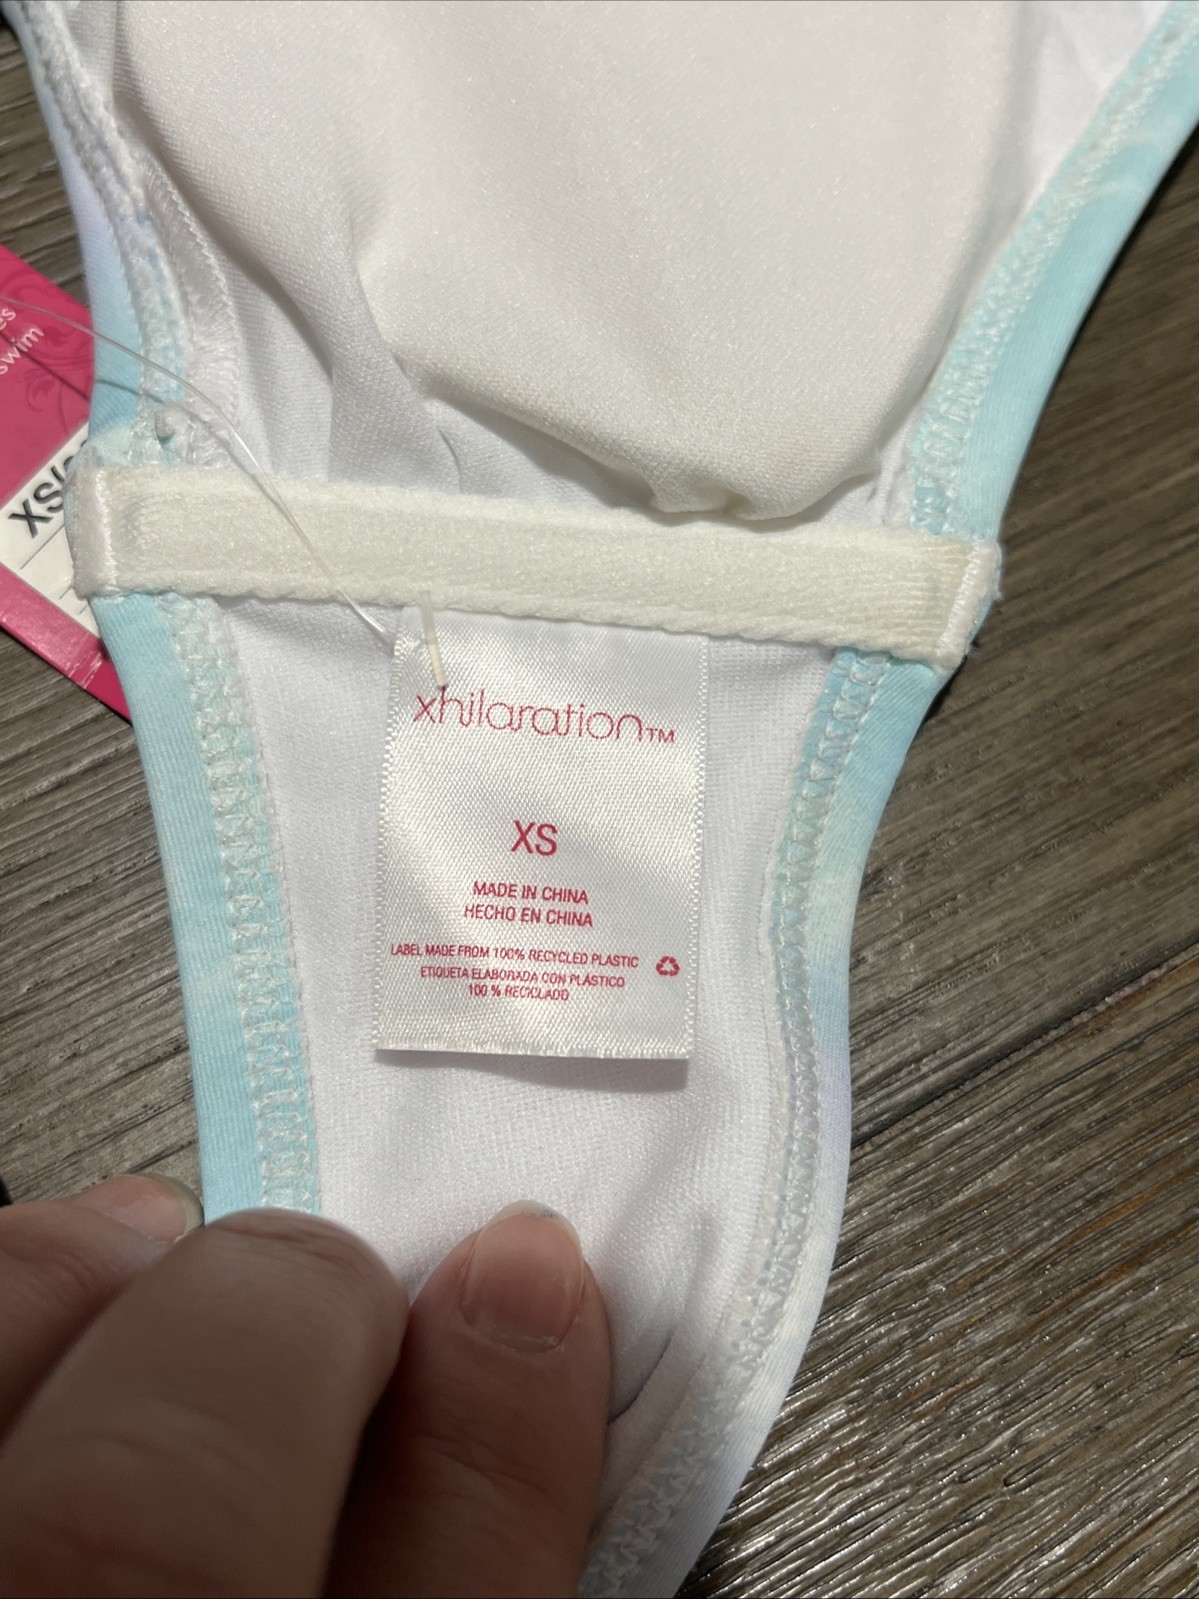 swim
XS/
xhilaration™
XS
MADE IN CHINA
HECHO EN CHINA
LABEL MADE FROM 100% RECYCLED PLASTIC
ETIQUETA ELABORADA CON PLÁSTICO
100 % RECICLADO